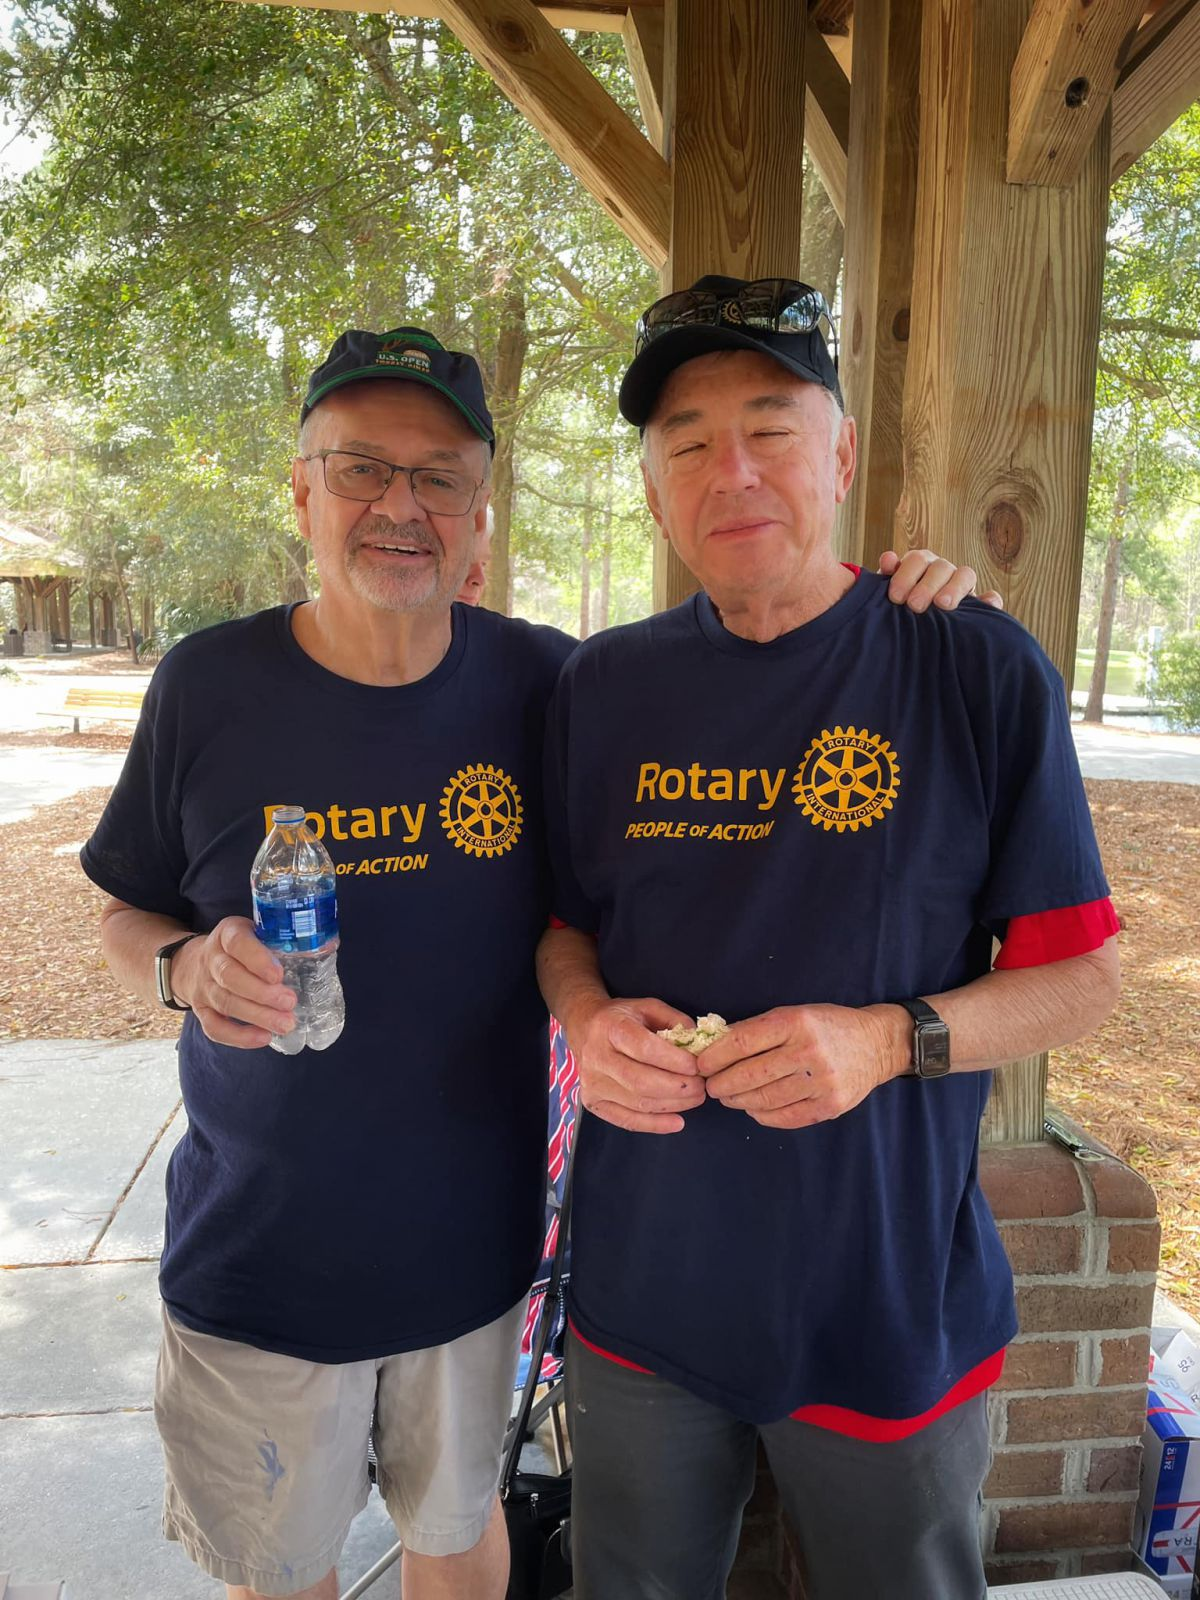 U.S. OPEN
Rotary
OF ACTION
ROTARY
INTERNATIONAL
Rotary
PEOPLE OF ACTION
ROTARY
INTERNATIONAL